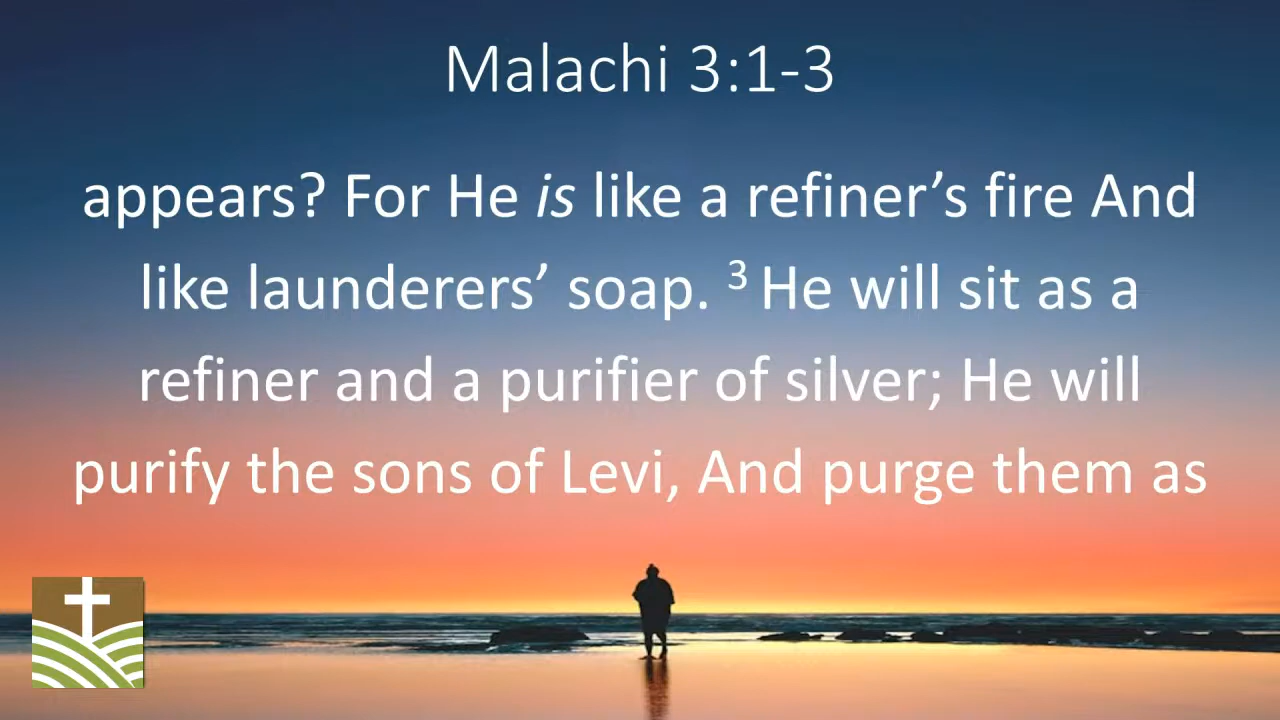 Malachi 3:1-3
appears? For He is like a refiner’s fire And
like launderers’ soap. ³ He will sit as a
refiner and a purifier of silver; He will
purify the sons of Levi, And purge them as